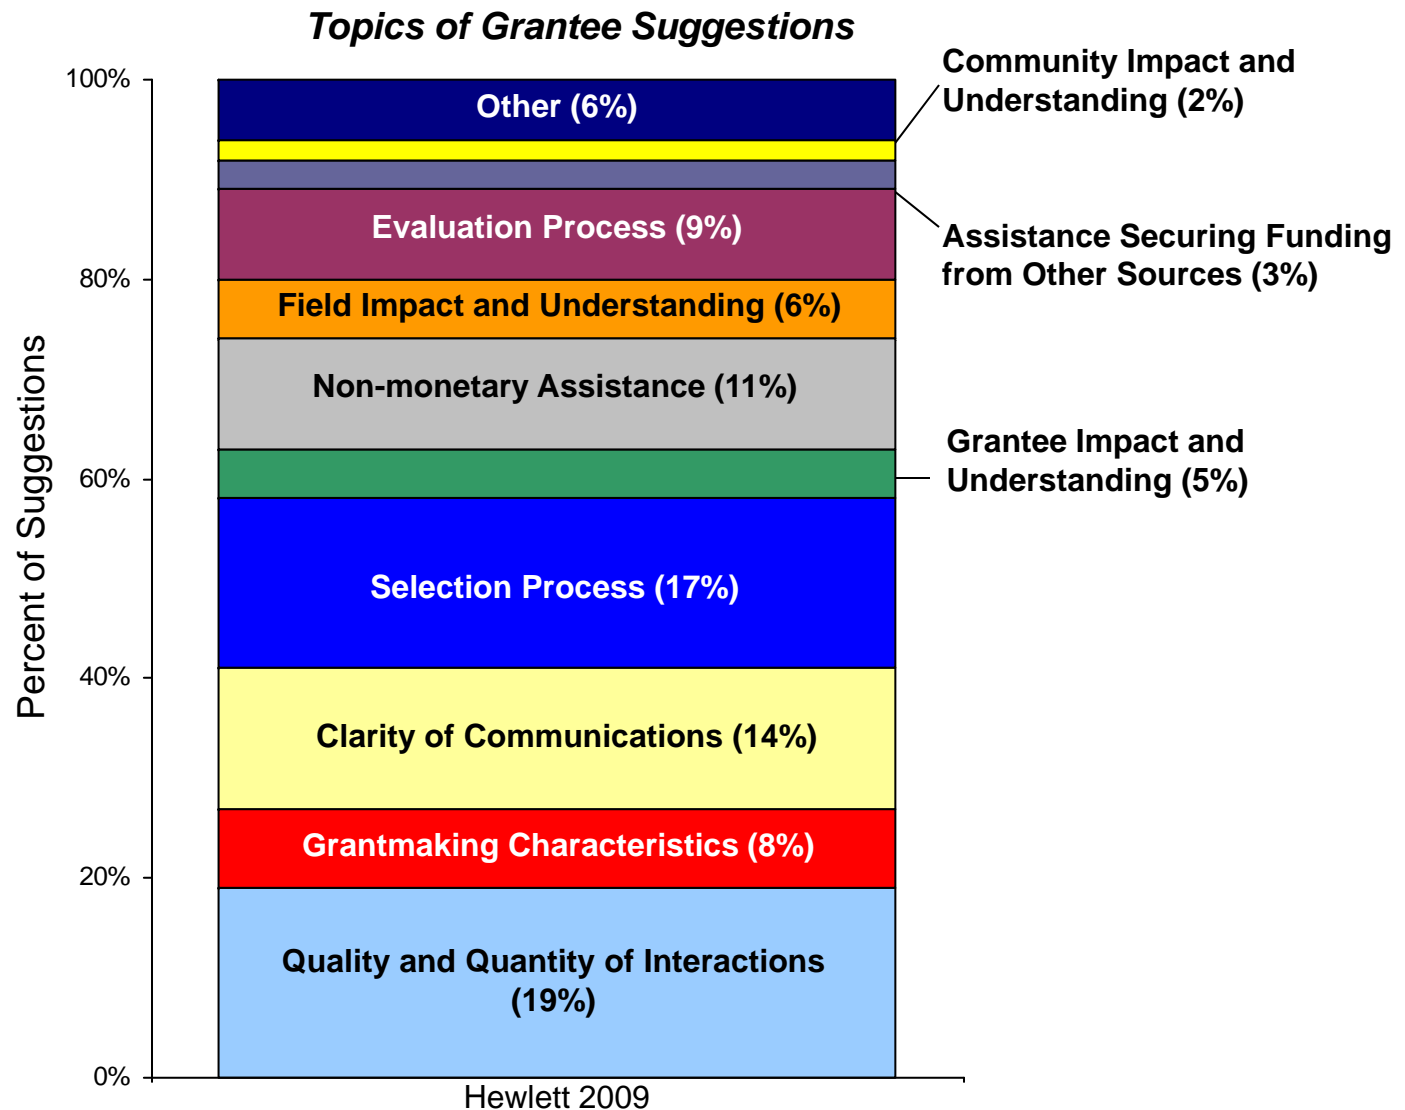 Topics of Grantee Suggestions
Community Impact and
Understanding (2%)
100%
Other (6%)
Evaluation Process (9%)
Assistance Securing Funding
from Other Sources (3%)
80%
Field Impact and Understanding (6%)
Non-monetary Assistance (11%)
Grantee Impact and
Understanding (5%)
60%
Percent of Suggestions
Selection Process (17%)
40%
Clarity of Communications (14%)
Grantmaking Characteristics (8%)
20%
Quality and Quantity of Interactions
(19%)
0%
Hewlett 2009